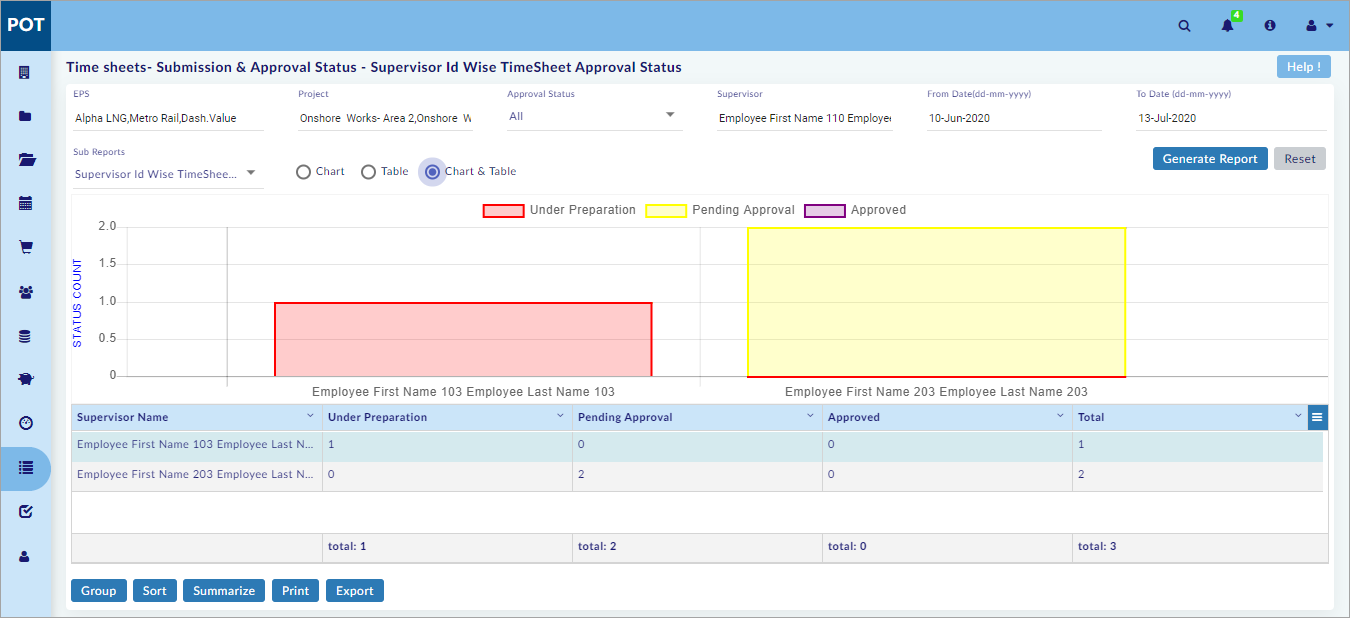 POT
4
Time sheets- Submission & Approval Status - Supervisor Id Wise TimeSheet Approval Status
Help !
EPS
Project
Approval Status
Supervisor
From Date(dd-mm-yyyy)
To Date (dd-mm-yyyy)
Alpha LNG,Metro Rail,Dash.Value
Onshore Works- Area 2,Onshore W
All
Employee First Name 110 Employee
10-Jun-2020
13-Jul-2020
Sub Reports
Supervisor Id Wise TimeShee...
Chart
Table
Chart & Table
Generate Report
Reset
Under Preparation
Pending Approval
Approved
STATUS COUNT
2.0
1.5
1.0
0.5
0
Employee First Name 103 Employee Last Name 103
Employee First Name 203 Employee Last Name 203
Supervisor Name Under Preparation Pending Approval Approved Total
Employee First Name 103 Employee Last N... 1 0 0 1
Employee First Name 203 Employee Last N... 0 2 0 2
total: 1 total: 2 total: 0 total: 3
Group
Sort
Summarize
Print
Export